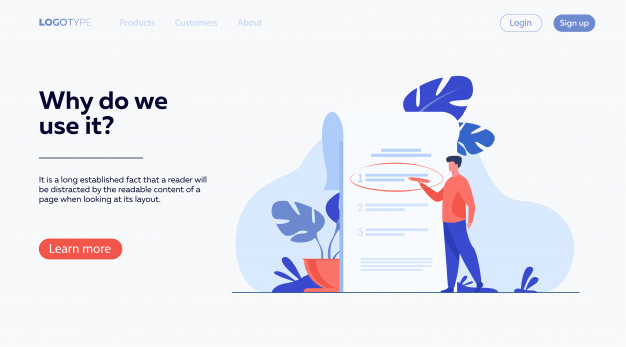 LOGOTYPE Products Customers About Login Sign up
Why do we
use it?
It is a long established fact that a reader will
be distracted by the readable content of a
page when looking at its layout.
Learn more
1
2
3